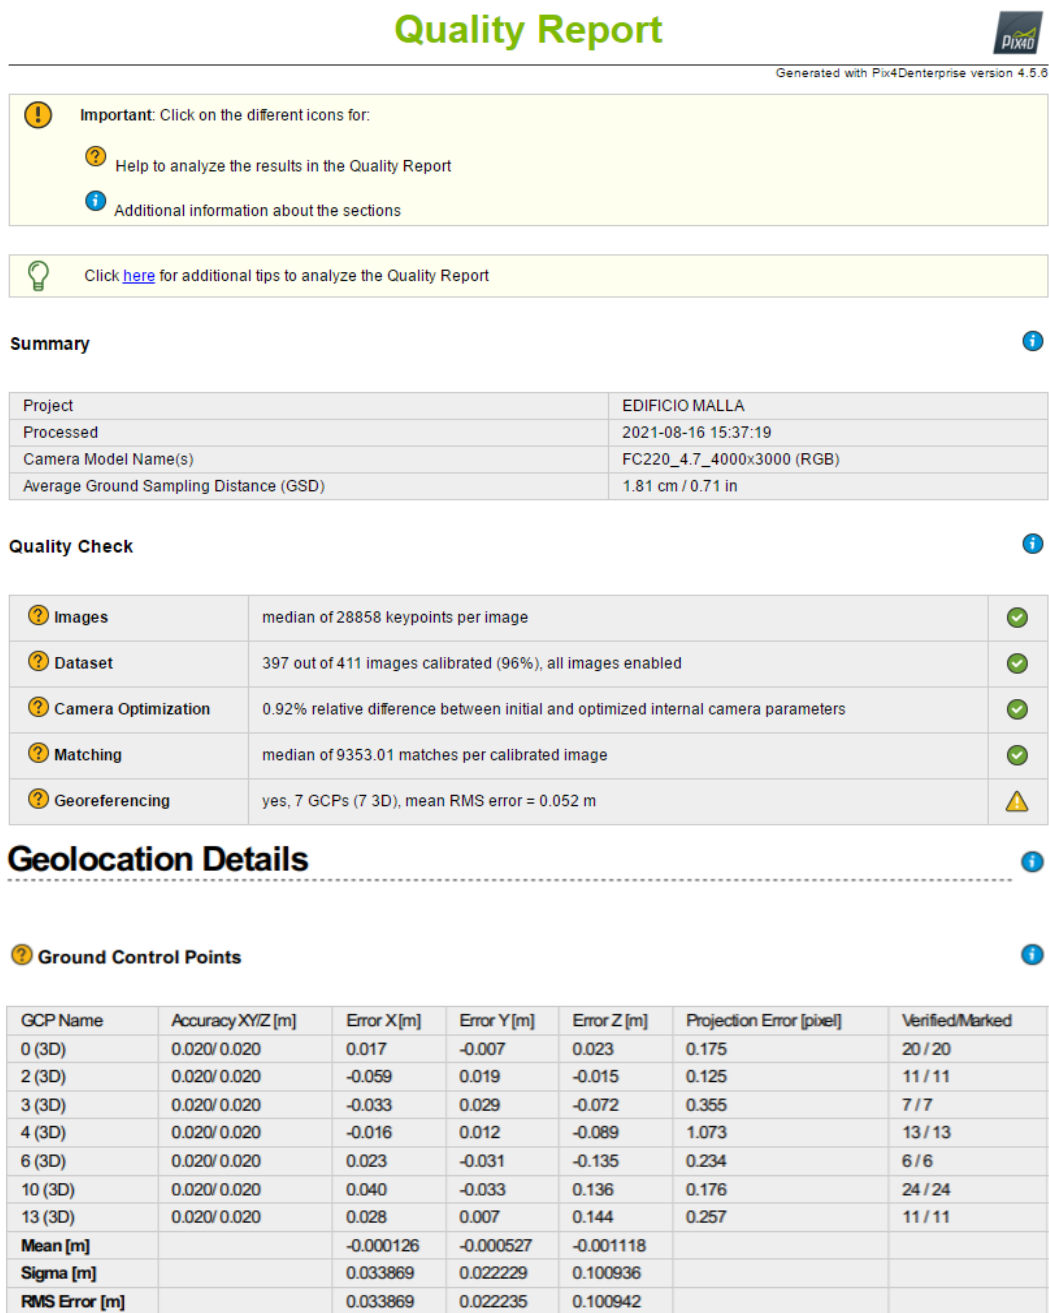 Quality Report
PIX4D
Generated with Pix4Denterprise version 4.5.6
Important: Click on the different icons for:
Help to analyze the results in the Quality Report
Additional information about the sections
Click here for additional tips to analyze the Quality Report
Summary
Project EDIFICIO MALLA
Processed 2021-08-16 15:37:19
Camera Model Name(s) FC220_4.7_4000x3000 (RGB)
Average Ground Sampling Distance (GSD) 1.81 cm / 0.71 in
Quality Check
Images median of 28858 keypoints per image
Dataset 397 out of 411 images calibrated (96%), all images enabled
Camera Optimization 0.92% relative difference between initial and optimized internal camera parameters
Matching median of 9353.01 matches per calibrated image
Georeferencing yes, 7 GCPs (7 3D), mean RMS error = 0.052 m
Geolocation Details
Ground Control Points
GCP Name Accuracy XY/Z [m] Error X [m] Error Y [m] Error Z [m] Projection Error [pixel] Verified/Marked
0 (3D) 0.020/ 0.020 0.017 -0.007 0.023 0.175 20 / 20
2 (3D) 0.020/ 0.020 -0.059 0.019 -0.015 0.125 11 / 11
3 (3D) 0.020/ 0.020 -0.033 0.029 -0.072 0.355 7 / 7
4 (3D) 0.020/ 0.020 -0.016 0.012 -0.089 1.073 13 / 13
6 (3D) 0.020/ 0.020 0.023 -0.031 -0.135 0.234 6 / 6
10 (3D) 0.020/ 0.020 0.040 -0.033 0.136 0.176 24 / 24
13 (3D) 0.020/ 0.020 0.028 0.007 0.144 0.257 11 / 11
Mean [m] -0.000126 -0.000527 -0.001118
Sigma [m] 0.033869 0.022229 0.100936
RMS Error [m] 0.033869 0.022235 0.100942